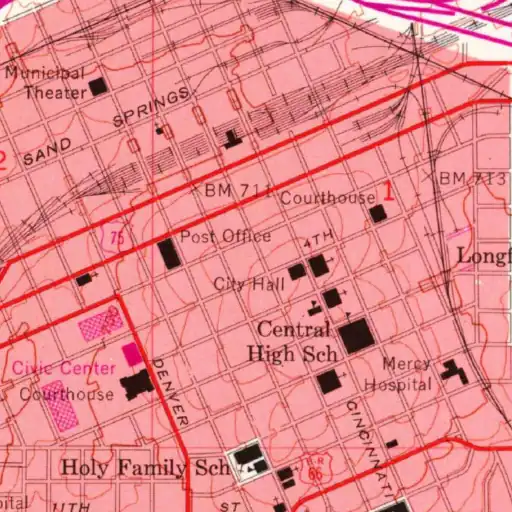 Municipal
Theater
SAND SPRINGS
2
BM 711
Courthouse
1
BM 713
75
Post Office
4TH
City Hall
Longf
Central
High Sch
Civic Center
Courthouse
DENVER
Mercy
Hospital
CINCINNATI
Holy Family Sch
66
pital
11TH
ST